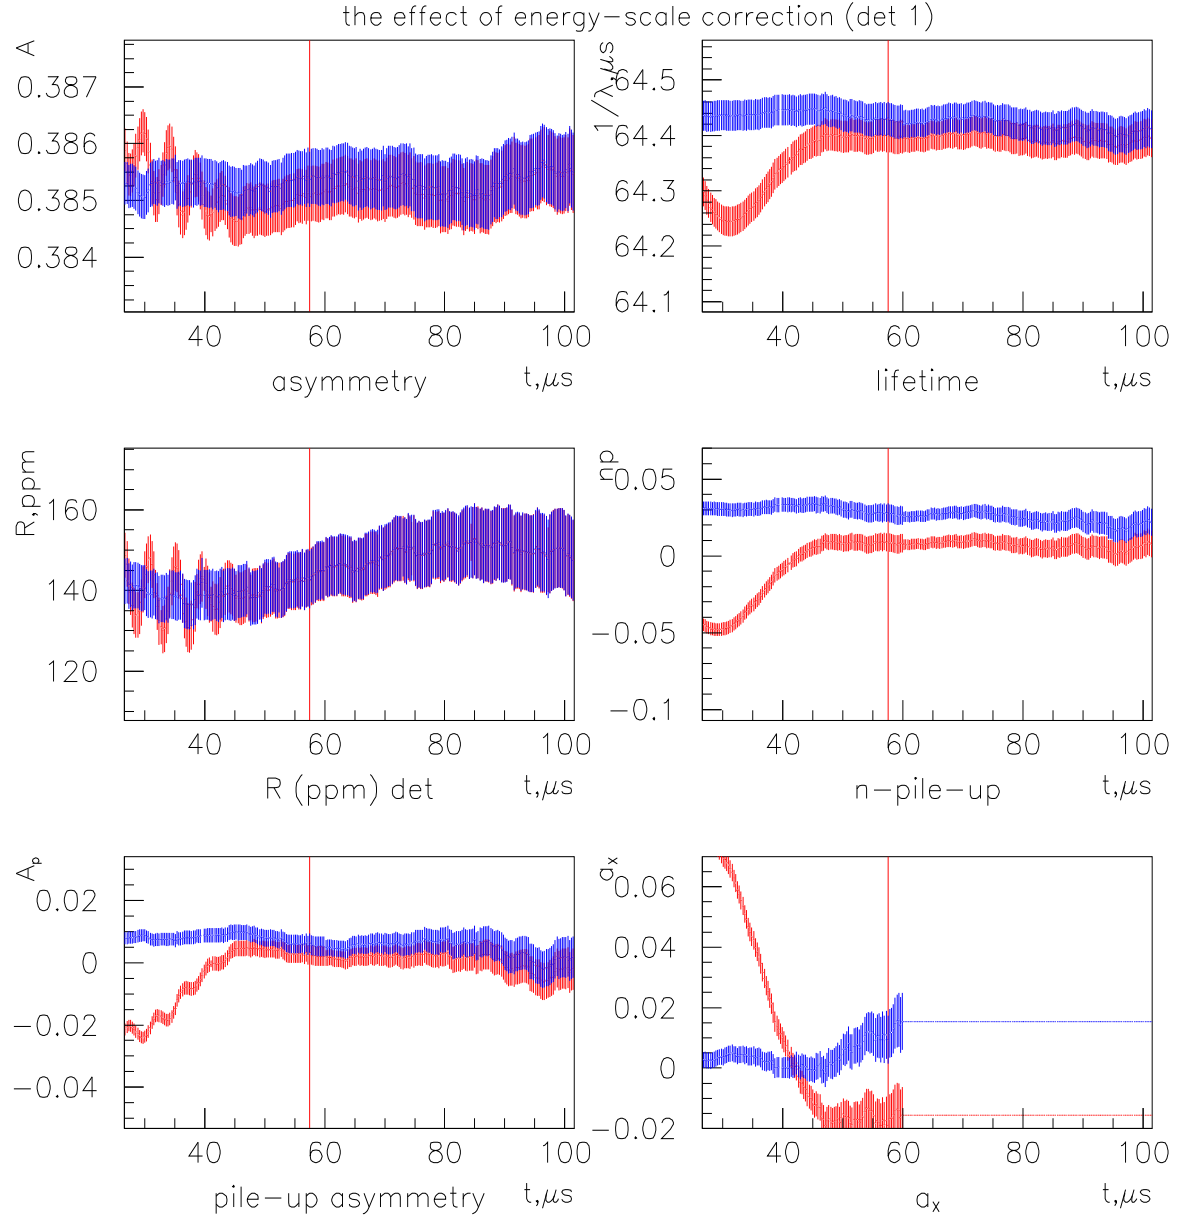 the effect of energy-scale correction (det 1)
A
0.387
0.386
0.385
0.384
40 60 80 100
asymmetry t,μs
1/λ,μs
64.5
64.4
64.3
64.2
64.1
40 60 80 100
lifetime t,μs
R,ppm
160
140
120
40 60 80 100
R (ppm) det t,μs
np
0.05
0
-0.05
-0.1
40 60 80 100
n-pile-up t,μs
Aₚ
0.02
0
-0.02
-0.04
40 60 80 100
pile-up asymmetry t,μs
aₓ
0.06
0.04
0.02
0
-0.02
40 60 80 100
aₓ t,μs